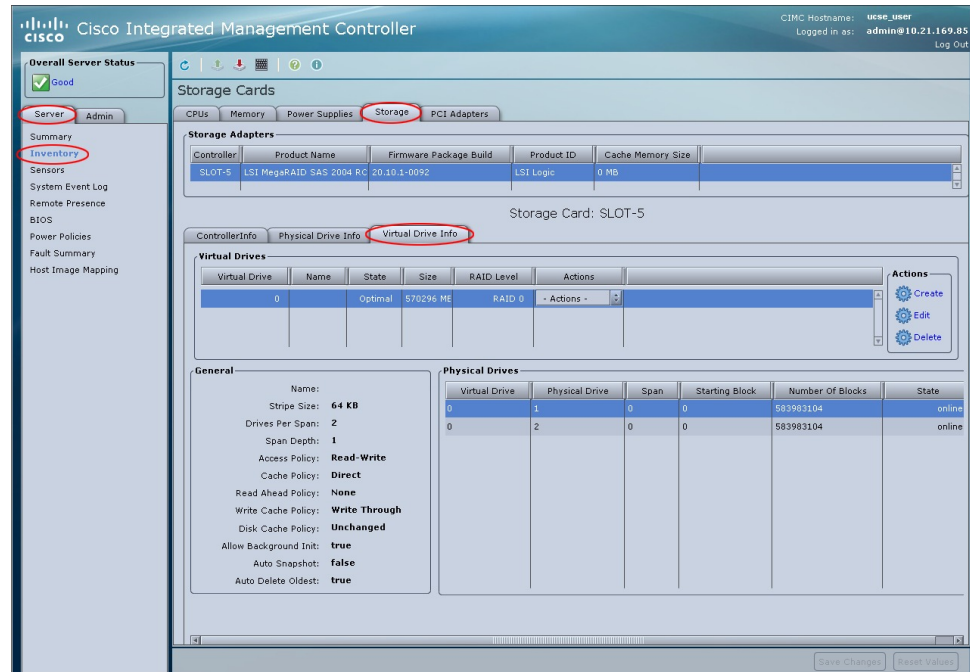 CISCO Cisco Integrated Management Controller
CIMC Hostname: ucse_user
Logged in as: admin@10.21.169.85
Log Out
Overall Server Status
Good
Server Admin
Summary
Inventory
Sensors
System Event Log
Remote Presence
BIOS
Power Policies
Fault Summary
Host Image Mapping
Storage Cards
CPUs Memory Power Supplies Storage PCI Adapters
Storage Adapters
Controller Product Name Firmware Package Build Product ID Cache Memory Size
SLOT-5 LSI MegaRAID SAS 2004 RC 20.10.1-0092 LSI Logic 0 MB
Storage Card: SLOT-5
ControllerInfo Physical Drive Info Virtual Drive Info
Virtual Drives
Virtual Drive Name State Size RAID Level Actions
0 Optimal 570296 ME RAID 0 - Actions -
Actions
Create
Edit
Delete
General
Name:
Stripe Size: 64 KB
Drives Per Span: 2
Span Depth: 1
Access Policy: Read-Write
Cache Policy: Direct
Read Ahead Policy: None
Write Cache Policy: Write Through
Disk Cache Policy: Unchanged
Allow Background Init: true
Auto Snapshot: false
Auto Delete Oldest: true
Physical Drives
Virtual Drive Physical Drive Span Starting Block Number Of Blocks State
0 1 0 0 583983104 online
0 2 0 0 583983104 online
Save Changes Reset Values